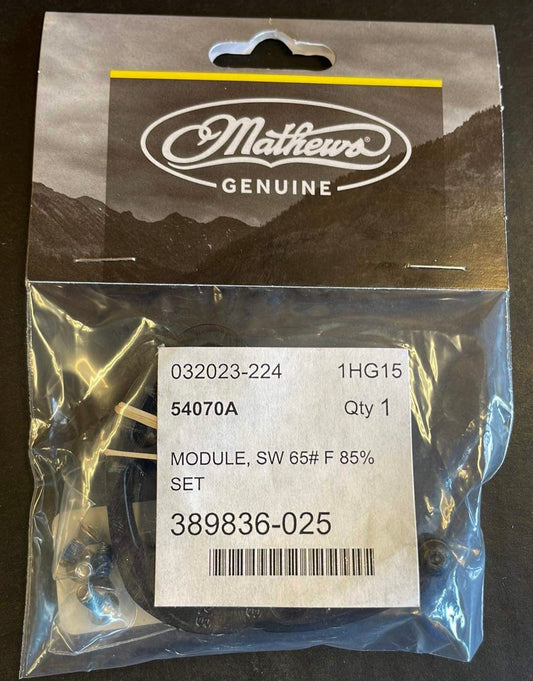 Mathews®
GENUINE
032023-224 1HG15
54070A Qty 1
MODULE, SW 65# F 85%
SET
389836-025